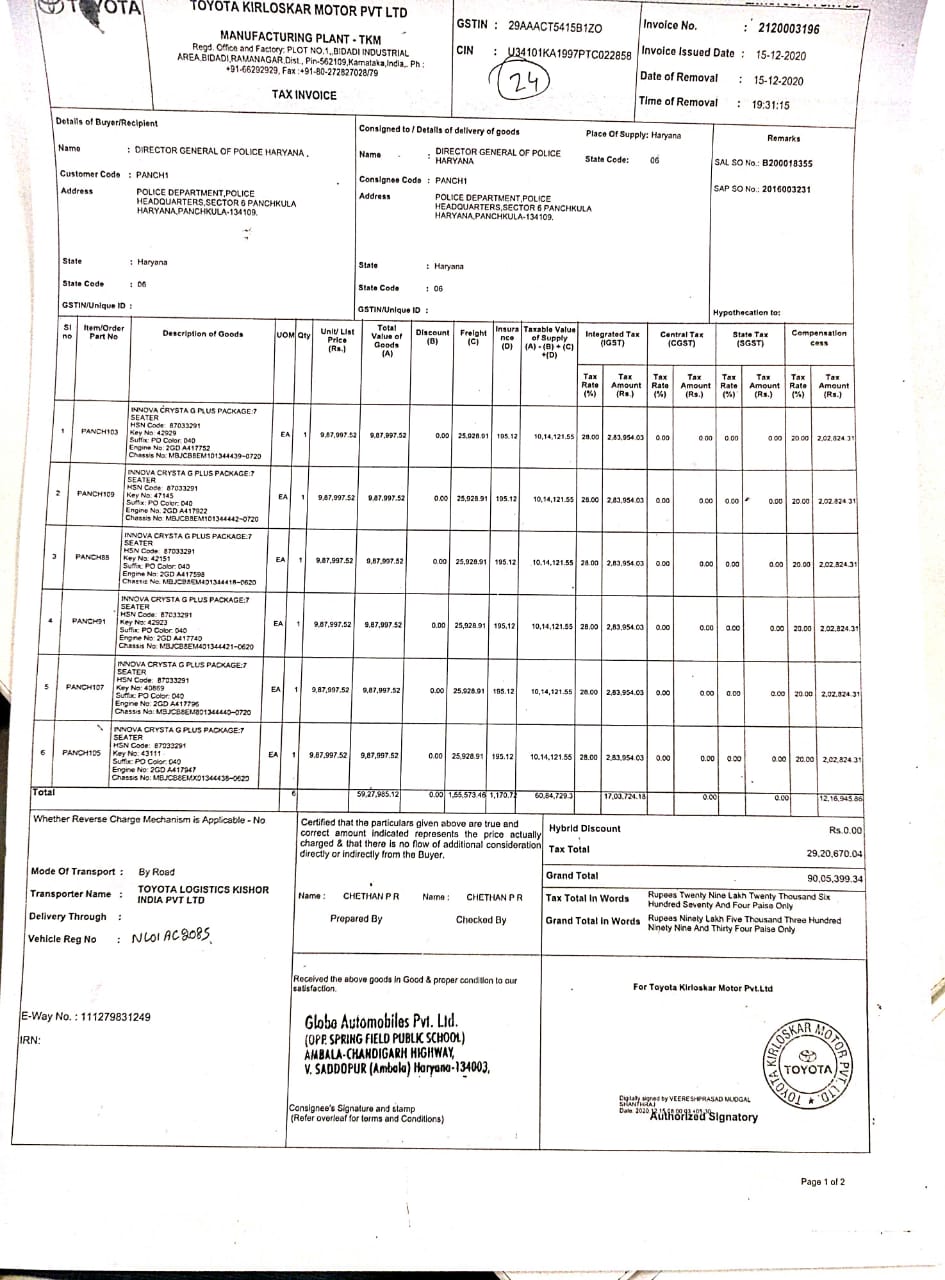 TOYOTA
TOYOTA KIRLOSKAR MOTOR PVT LTD
MANUFACTURING PLANT - TKM
Regd. Office and Factory: PLOT NO.1,,BIDADI INDUSTRIAL
AREA,BIDADI,RAMANAGAR,Dist., Pin-562109,Karnataka,India,. Ph :
+91-66292929, Fax :+91-80-272827028/79
TAX INVOICE
GSTIN : 29AAACT5415B1ZO
CIN : U34101KA1997PTC022858
24
Invoice No. : 2120003196
Invoice Issued Date : 15-12-2020
Date of Removal : 15-12-2020
Time of Removal : 19:31:15
Details of Buyer/Recipient
Name : DIRECTOR GENERAL OF POLICE HARYANA .
Customer Code : PANCH1
Address POLICE DEPARTMENT,POLICE
HEADQUARTERS,SECTOR 6 PANCHKULA
HARYANA,PANCHKULA-134109.
State : Haryana
State Code : 06
GSTIN/Unique ID :
Consigned to / Details of delivery of goods
Place Of Supply: Haryana
Name : DIRECTOR GENERAL OF POLICE
HARYANA
State Code: 06
Consignee Code : PANCH1
Address POLICE DEPARTMENT,POLICE
HEADQUARTERS,SECTOR 6 PANCHKULA
HARYANA,PANCHKULA-134109.
State : Haryana
State Code : 06
GSTIN/Unique ID :
Remarks
SAL SO No.: B200018355
SAP SO No.: 2016003231
Hypothecation to:
Sl no Item/Order Part No Description of Goods UOM Qty Unit/ List Price (Rs.) Total Value of Goods (A) Discount (B) Freight (C) Insura nce (D) Taxable Value of Supply (A) - (B) + (C) +(D) Integrated Tax (IGST) Central Tax (CGST) State Tax (SGST) Compensation cess
Tax Rate (%) Tax Amount (Rs.) Tax Rate (%) Tax Amount (Rs.) Tax Rate (%) Tax Amount (Rs.) Tax Rate (%) Tax Amount (Rs.)
INNOVA CRYSTA G PLUS PACKAGE:7
SEATER
HSN Code: 87033291
Key No: 42929
Suffix: PO Color: 040
Engine No: 2GD A417752
Chassis No: MBJCB8EM101344439-0720
1 PANCH103 EA 1 9,87,997.52 9,87,997.52 0.00 25,928.91 195.12 10,14,121.55 28.00 2,83,954.03 0.00 0.00 0.00 0.00 20.00 2,02,824.31
INNOVA CRYSTA G PLUS PACKAGE:7
SEATER
HSN Code: 87033291
Key No: 47145
Suffix: PO Color: 040
Engine No: 2GD A417922
Chassis No: MBJCB8EM101344442-0720
2 PANCH109 EA 1 9,87,997.52 9,87,997.52 0.00 25,928.91 195.12 10,14,121.55 28.00 2,83,954.03 0.00 0.00 0.00 0.00 20.00 2,02,824.31
INNOVA CRYSTA G PLUS PACKAGE:7
SEATER
HSN Code: 87033291
Key No: 42151
Suffix: PO Color: 040
Engine No: 2GD A417598
Chassis No: MBJCB8EM401344418-0620
3 PANCH88 EA 1 9,87,997.52 9,87,997.52 0.00 25,928.91 195.12 10,14,121.55 28.00 2,83,954.03 0.00 0.00 0.00 0.00 20.00 2,02,824.31
INNOVA CRYSTA G PLUS PACKAGE:7
SEATER
HSN Code: 87033291
Key No: 42923
Suffix: PO Color: 040
Engine No: 2GD A417740
Chassis No: MBJCB8EM401344421-0620
4 PANCH91 EA 1 9,87,997.52 9,87,997.52 0.00 25,928.91 195.12 10,14,121.55 28.00 2,83,954.03 0.00 0.00 0.00 0.00 20.00 2,02,824.31
INNOVA CRYSTA G PLUS PACKAGE:7
SEATER
HSN Code: 87033291
Key No: 40869
Suffix: PO Color: 040
Engine No: 2GD A417796
Chassis No: MBJCB8EM801344440-0720
5 PANCH107 EA 1 9,87,997.52 9,87,997.52 0.00 25,928.91 195.12 10,14,121.55 28.00 2,83,954.03 0.00 0.00 0.00 0.00 20.00 2,02,824.31
INNOVA CRYSTA G PLUS PACKAGE:7
SEATER
HSN Code: 87033291
Key No: 43111
Suffix: PO Color: 040
Engine No: 2GD A417947
Chassis No: MBJCB8EMX01344438-0620
6 PANCH105 EA 1 9,87,997.52 9,87,997.52 0.00 25,928.91 195.12 10,14,121.55 28.00 2,83,954.03 0.00 0.00 0.00 0.00 20.00 2,02,824.31
Total 6 59,27,985.12 0.00 1,55,573.46 1,170.72 60,84,729.3 17,03,724.18 0.00 0.00 12,16,945.86
Whether Reverse Charge Mechanism is Applicable - No
Mode Of Transport : By Road
Transporter Name : TOYOTA LOGISTICS KISHOR
INDIA PVT LTD
Delivery Through :
Vehicle Reg No : NL01AC8085
E-Way No. : 111279831249
IRN:
Certified that the particulars given above are true and
correct amount indicated represents the price actually
charged & that there is no flow of additional consideration
directly or indirectly from the Buyer.
Name : CHETHAN P R Name : CHETHAN P R
Prepared By Checked By
Received the above goods in Good & proper condition to our
satisfaction.
Globe Automobiles Pvt. Ltd.
(OPP. SPRING FIELD PUBLIC SCHOOL)
AMBALA-CHANDIGARH HIGHWAY,
V. SADDOPUR (Ambala) Haryana-134003,
Consignee's Signature and stamp
(Refer overleaf for terms and Conditions)
Hybrid Discount Rs.0.00
Tax Total 29,20,670.04
Grand Total 90,05,399.34
Tax Total In Words Rupees Twenty Nine Lakh Twenty Thousand Six
Hundred Seventy And Four Paise Only
Grand Total In Words Rupees Ninety Lakh Five Thousand Three Hundred
Ninety Nine And Thirty Four Paise Only
For Toyota Kirloskar Motor Pvt.Ltd
TOYOTA KIRLOSKAR MOTOR PVT. LTD.
TOYOTA
Digitally signed by VEERESHPRASAD MUDGAL
SHANTHRAJ
Authorized Signatory
Page 1 of 2